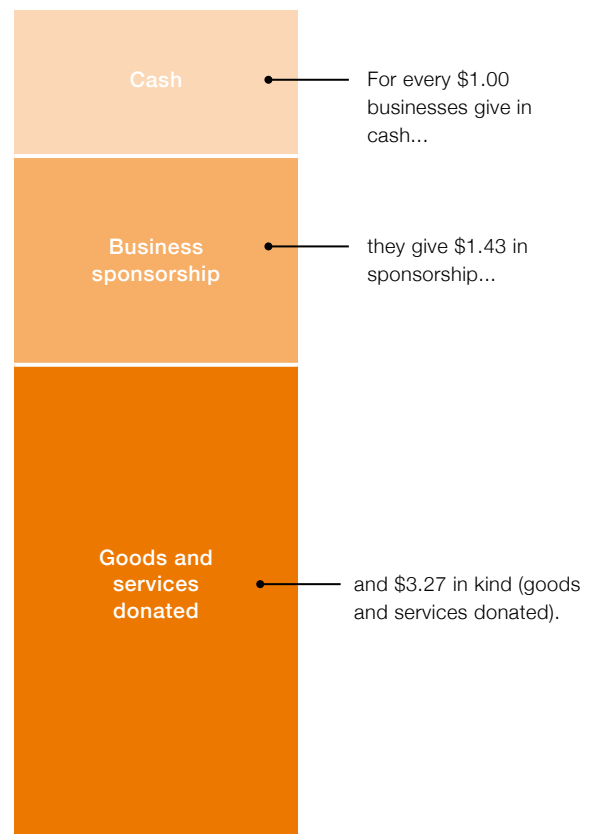 Cash
For every $1.00
businesses give in
cash...
Business
sponsorship
they give $1.43 in
sponsorship...
Goods and
services
donated
and $3.27 in kind (goods
and services donated).